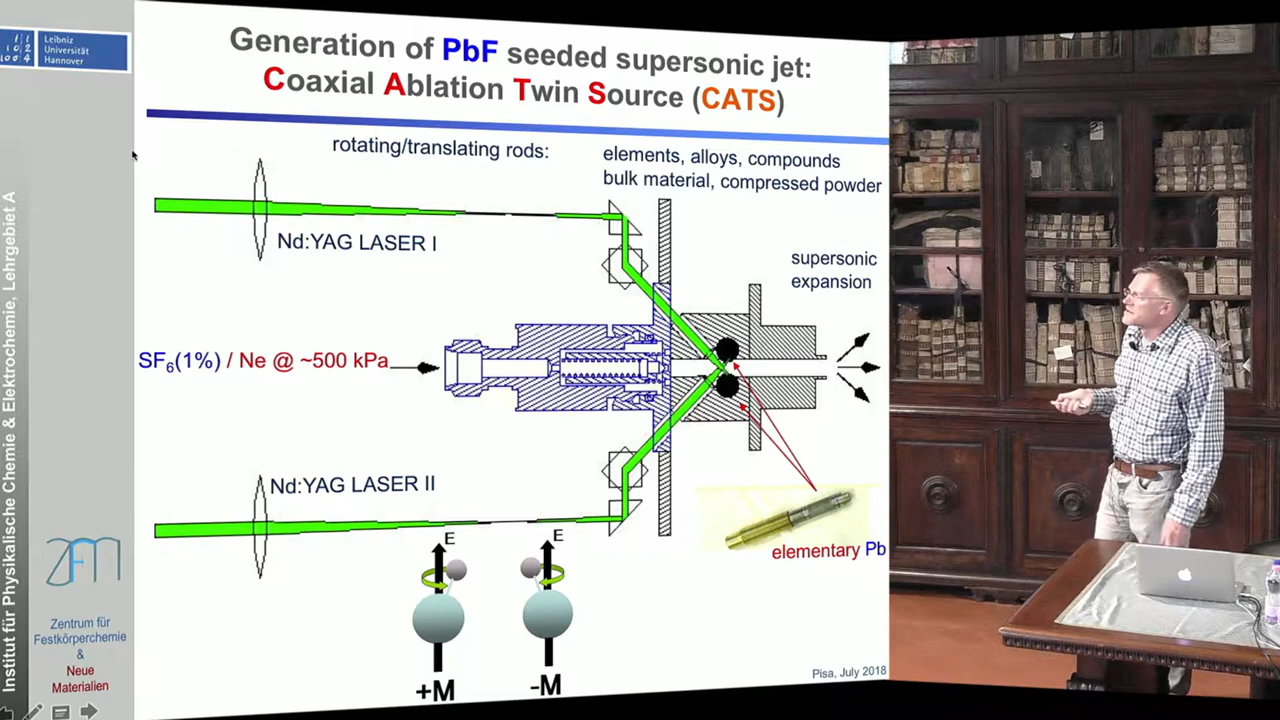 Leibniz
Universität
Hannover
Generation of PbF seeded supersonic jet:
Coaxial Ablation Twin Source (CATS)
rotating/translating rods:
elements, alloys, compounds
bulk material, compressed powder
Nd:YAG LASER I
supersonic
expansion
SF₆(1%) / Ne @ ~500 kPa
Nd:YAG LASER II
elementary Pb
E
E
+M
-M
Pisa, July 2018
Institut für Physikalische Chemie & Elektrochemie, Lehrgebiet A
ZFM
Zentrum für
Festkörperchemie
&
Neue
Materialien